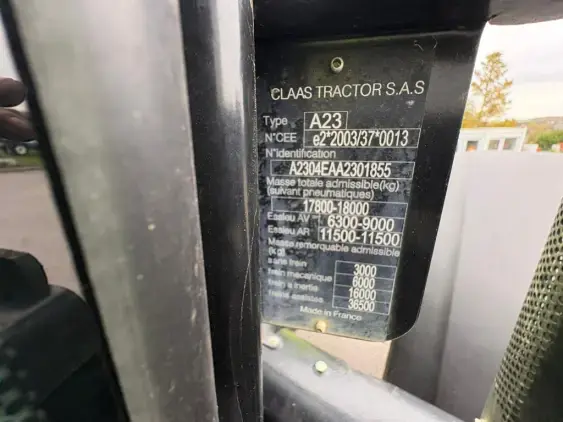 CLAAS TRACTOR S.A.S
Type A23
N°CEE e2*2003/37*0013
N°identification
A2304EAA2301855
Masse totale admissible(kg)
(suivant pneumatiques)
17800-18000
Essieu AV 6300-9000
Essieu AR 11500-11500
Masse remorquable admissible
(kg)
sans frein 3000
frein mecanique 6000
frein a inertie 16000
freins assistés 36500
Made in France